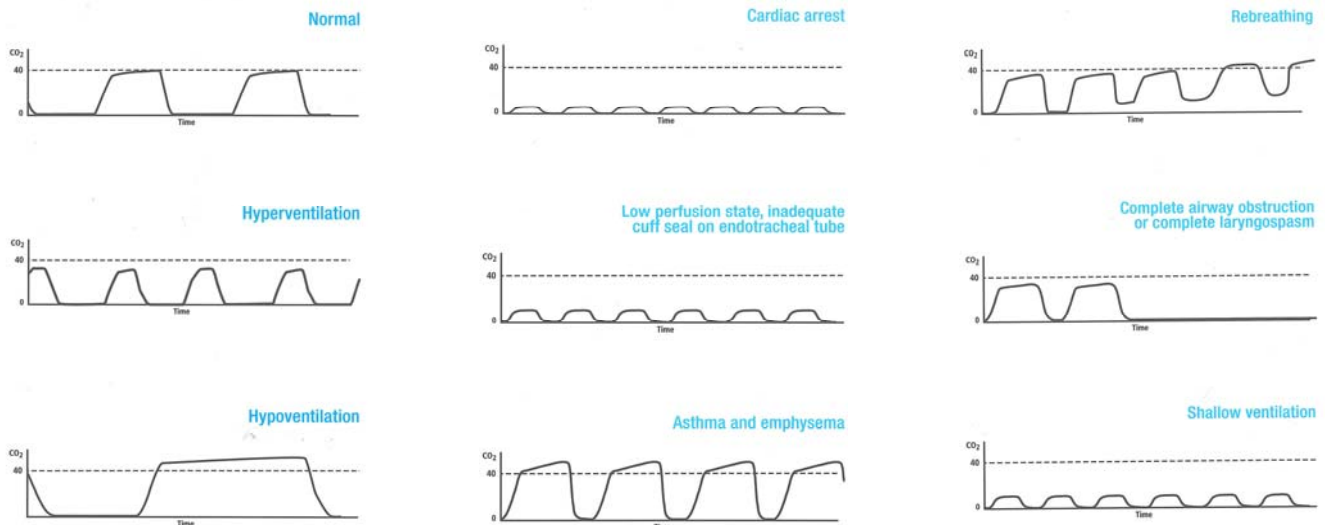 Normal
CO2
40
0
Time
Cardiac arrest
CO2
40
0
Time
Rebreathing
CO2
40
0
Time
Hyperventilation
CO2
40
0
Time
Low perfusion state, inadequate
cuff seal on endotracheal tube
CO2
40
0
Time
Complete airway obstruction
or complete laryngospasm
CO2
40
0
Time
Hypoventilation
CO2
40
0
Time
Asthma and emphysema
CO2
40
0
Time
Shallow ventilation
CO2
40
0
Time